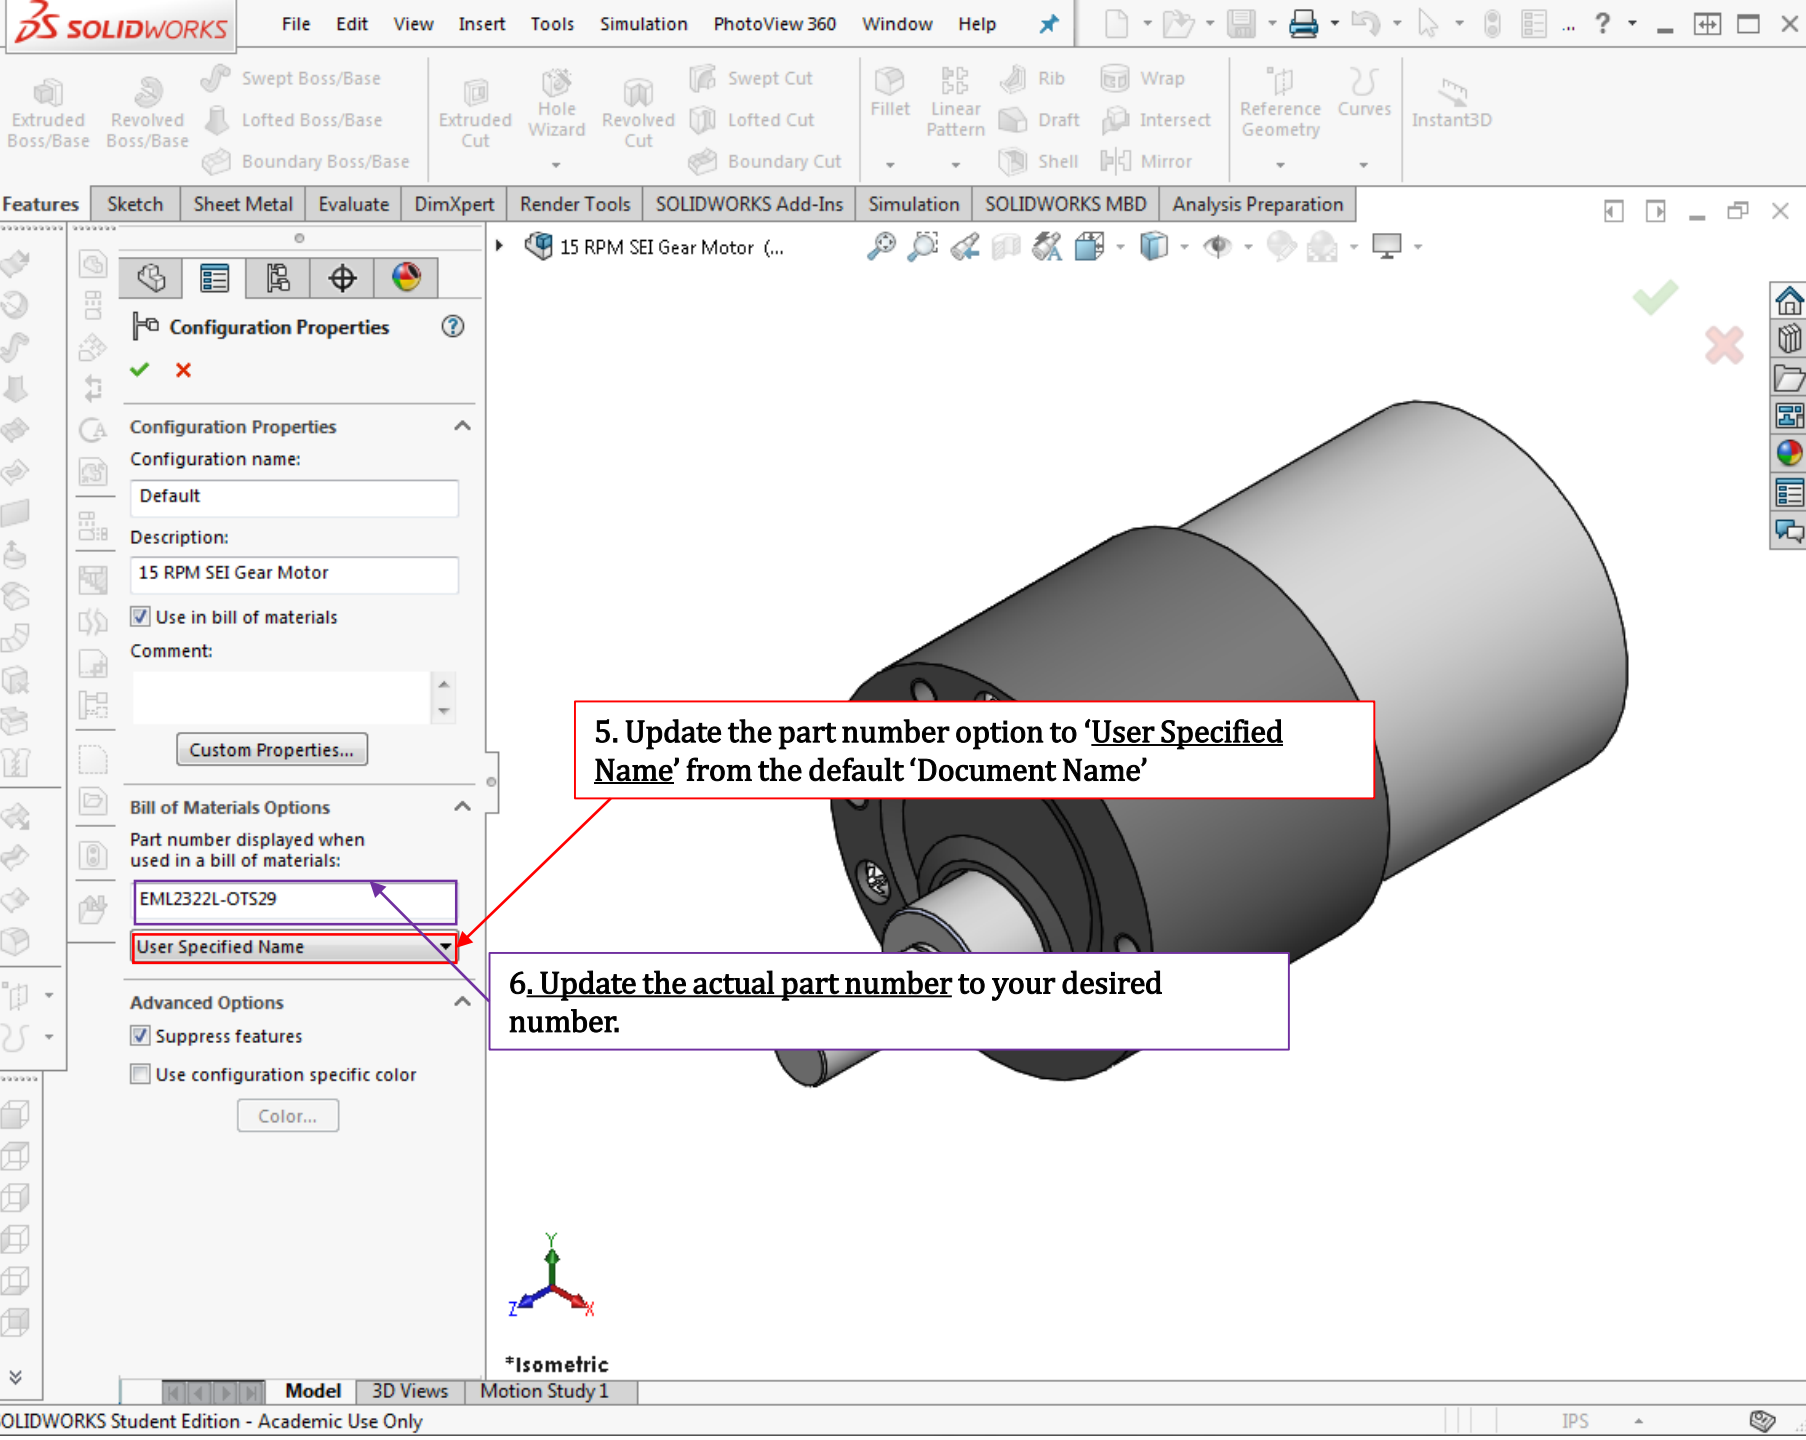 SOLIDWORKS
File Edit View Insert Tools Simulation PhotoView 360 Window Help
... ?
Extruded Boss/Base
Revolved Boss/Base
Swept Boss/Base
Lofted Boss/Base
Boundary Boss/Base
Extruded Cut
Hole Wizard
Revolved Cut
Swept Cut
Lofted Cut
Boundary Cut
Fillet
Linear Pattern
Rib
Draft
Shell
Wrap
Intersect
Mirror
Reference Geometry
Curves
Instant3D
Features Sketch Sheet Metal Evaluate DimXpert Render Tools SOLIDWORKS Add-Ins Simulation SOLIDWORKS MBD Analysis Preparation
15 RPM SEI Gear Motor (...
Configuration Properties
Configuration Properties
Configuration name:
Default
Description:
15 RPM SEI Gear Motor
Use in bill of materials
Comment:
Custom Properties...
Bill of Materials Options
Part number displayed when
used in a bill of materials:
EML2322L-OTS29
User Specified Name
Advanced Options
Suppress features
Use configuration specific color
Color...
5. Update the part number option to ‘User Specified
Name’ from the default ‘Document Name’
6. Update the actual part number to your desired
number.
Y
Z
X
*Isometric
Model 3D Views Motion Study 1
OLIDWORKS Student Edition - Academic Use Only
IPS